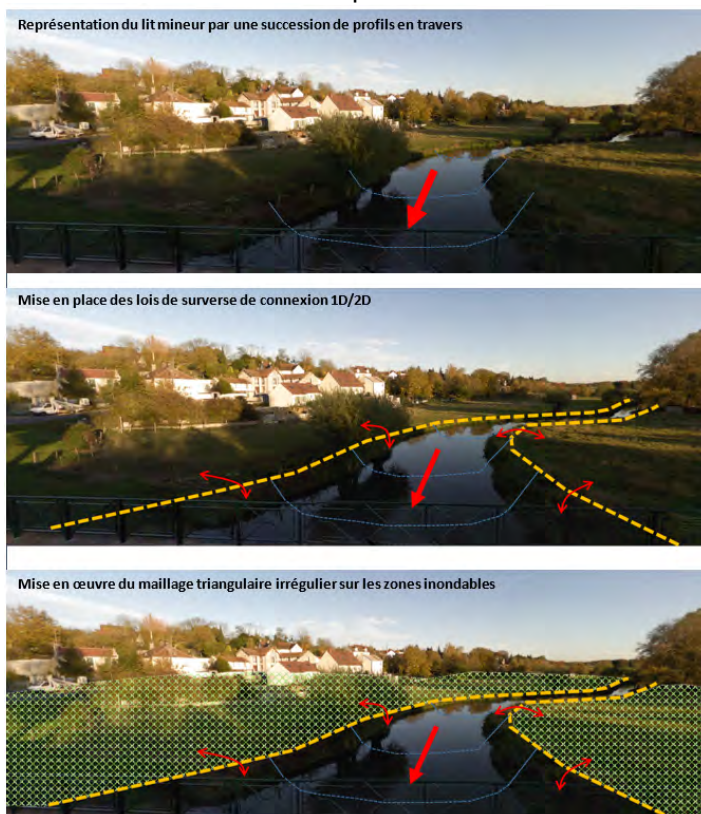 Représentation du lit mineur par une succession de profils en travers
Mise en place des lois de surverse de connexion 1D/2D
Mise en œuvre du maillage triangulaire irrégulier sur les zones inondables